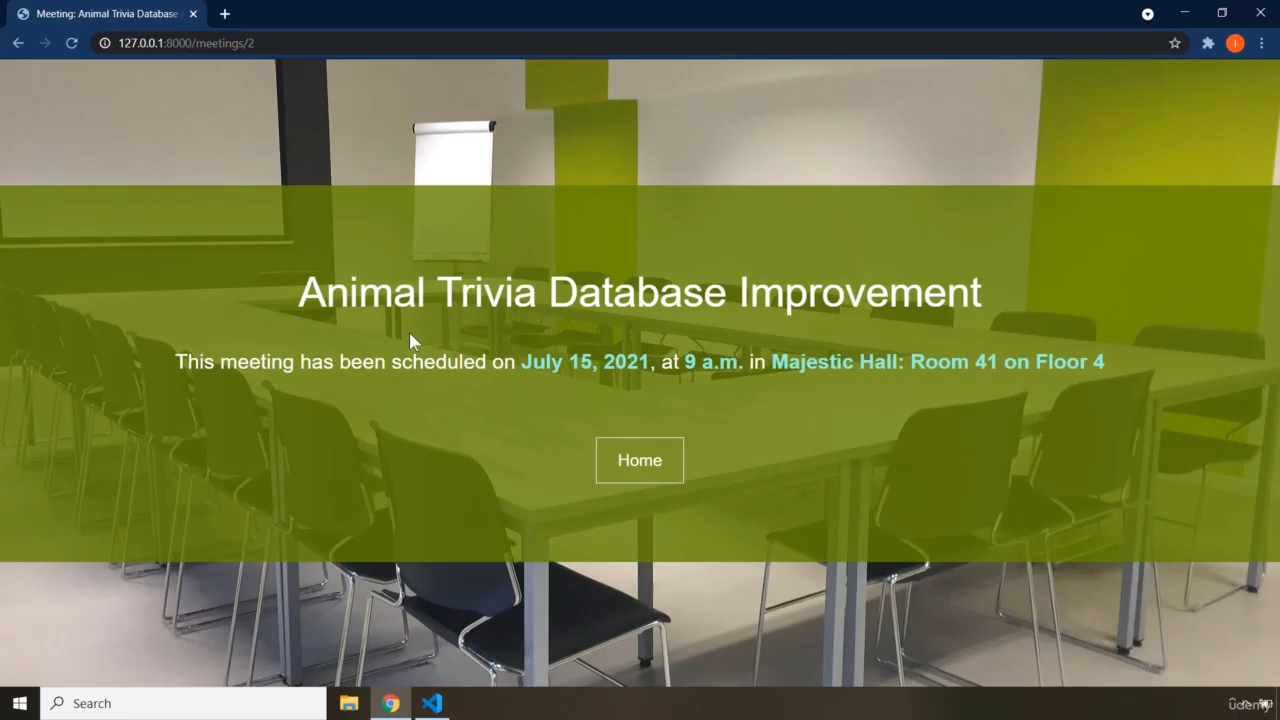 Meeting: Animal Trivia Database
127.0.0.1:8000/meetings/2
I
Animal Trivia Database Improvement
This meeting has been scheduled on July 15, 2021, at 9 a.m. in Majestic Hall: Room 41 on Floor 4
Home
Search
udemy